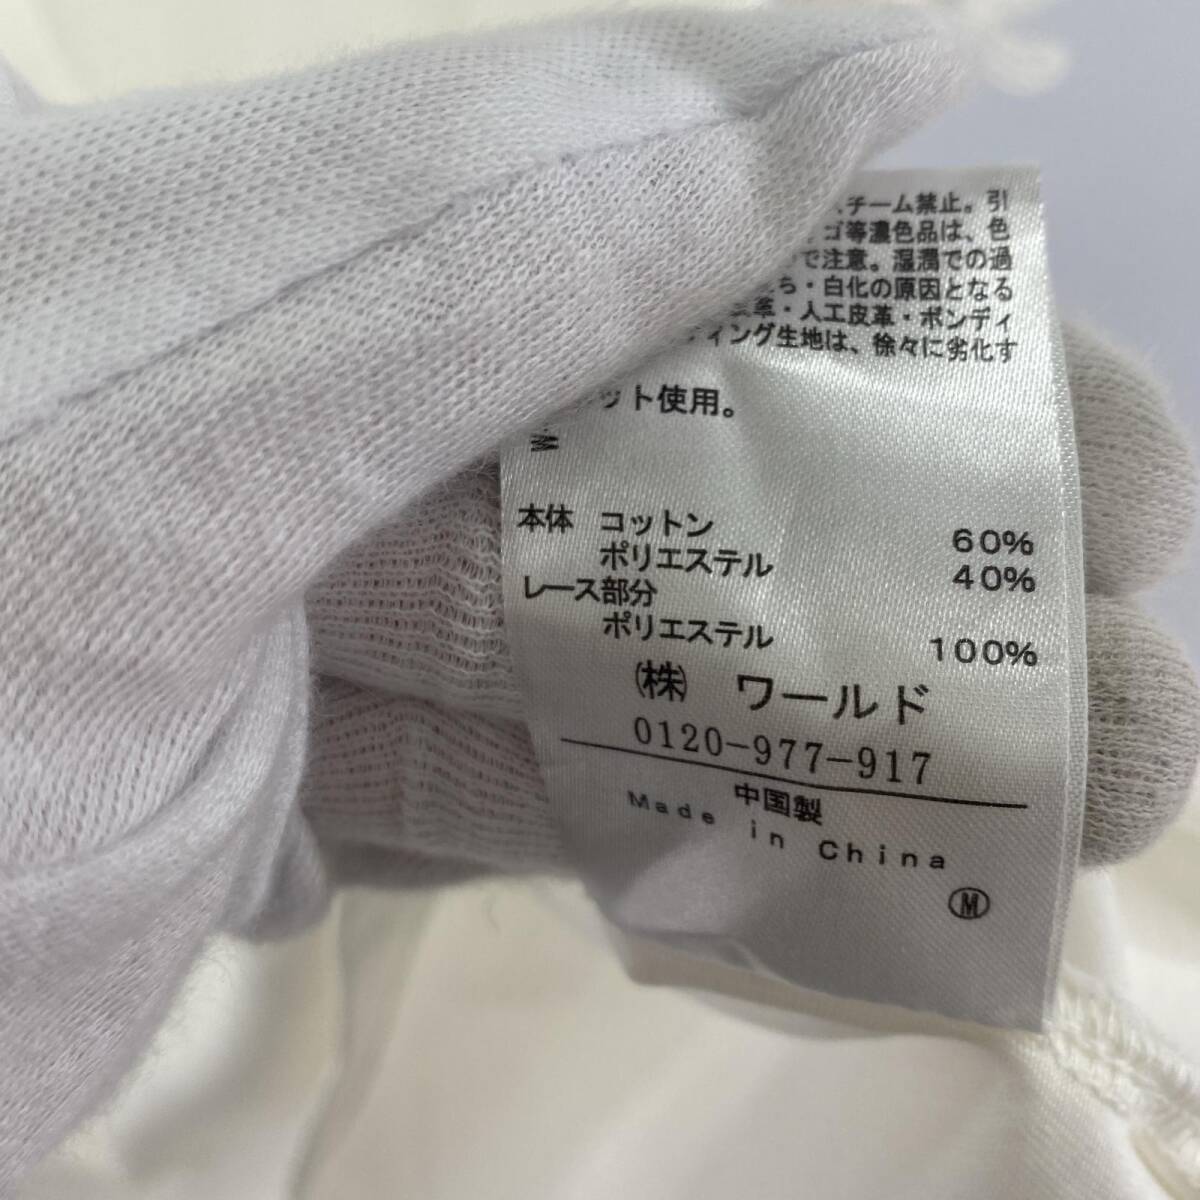 スチーム禁止。引
ゴ等濃色品は、色
で注意。湿潤での過
ち・白化の原因となる
革・人工皮革・ボンディ
ィング生地は、徐々に劣化す
ット使用。
M
本体 コットン 60%
ポリエステル 40%
レース部分
ポリエステル 100%
㈱ ワールド
0120-977-917
中国製
Made in China
Ⓜ